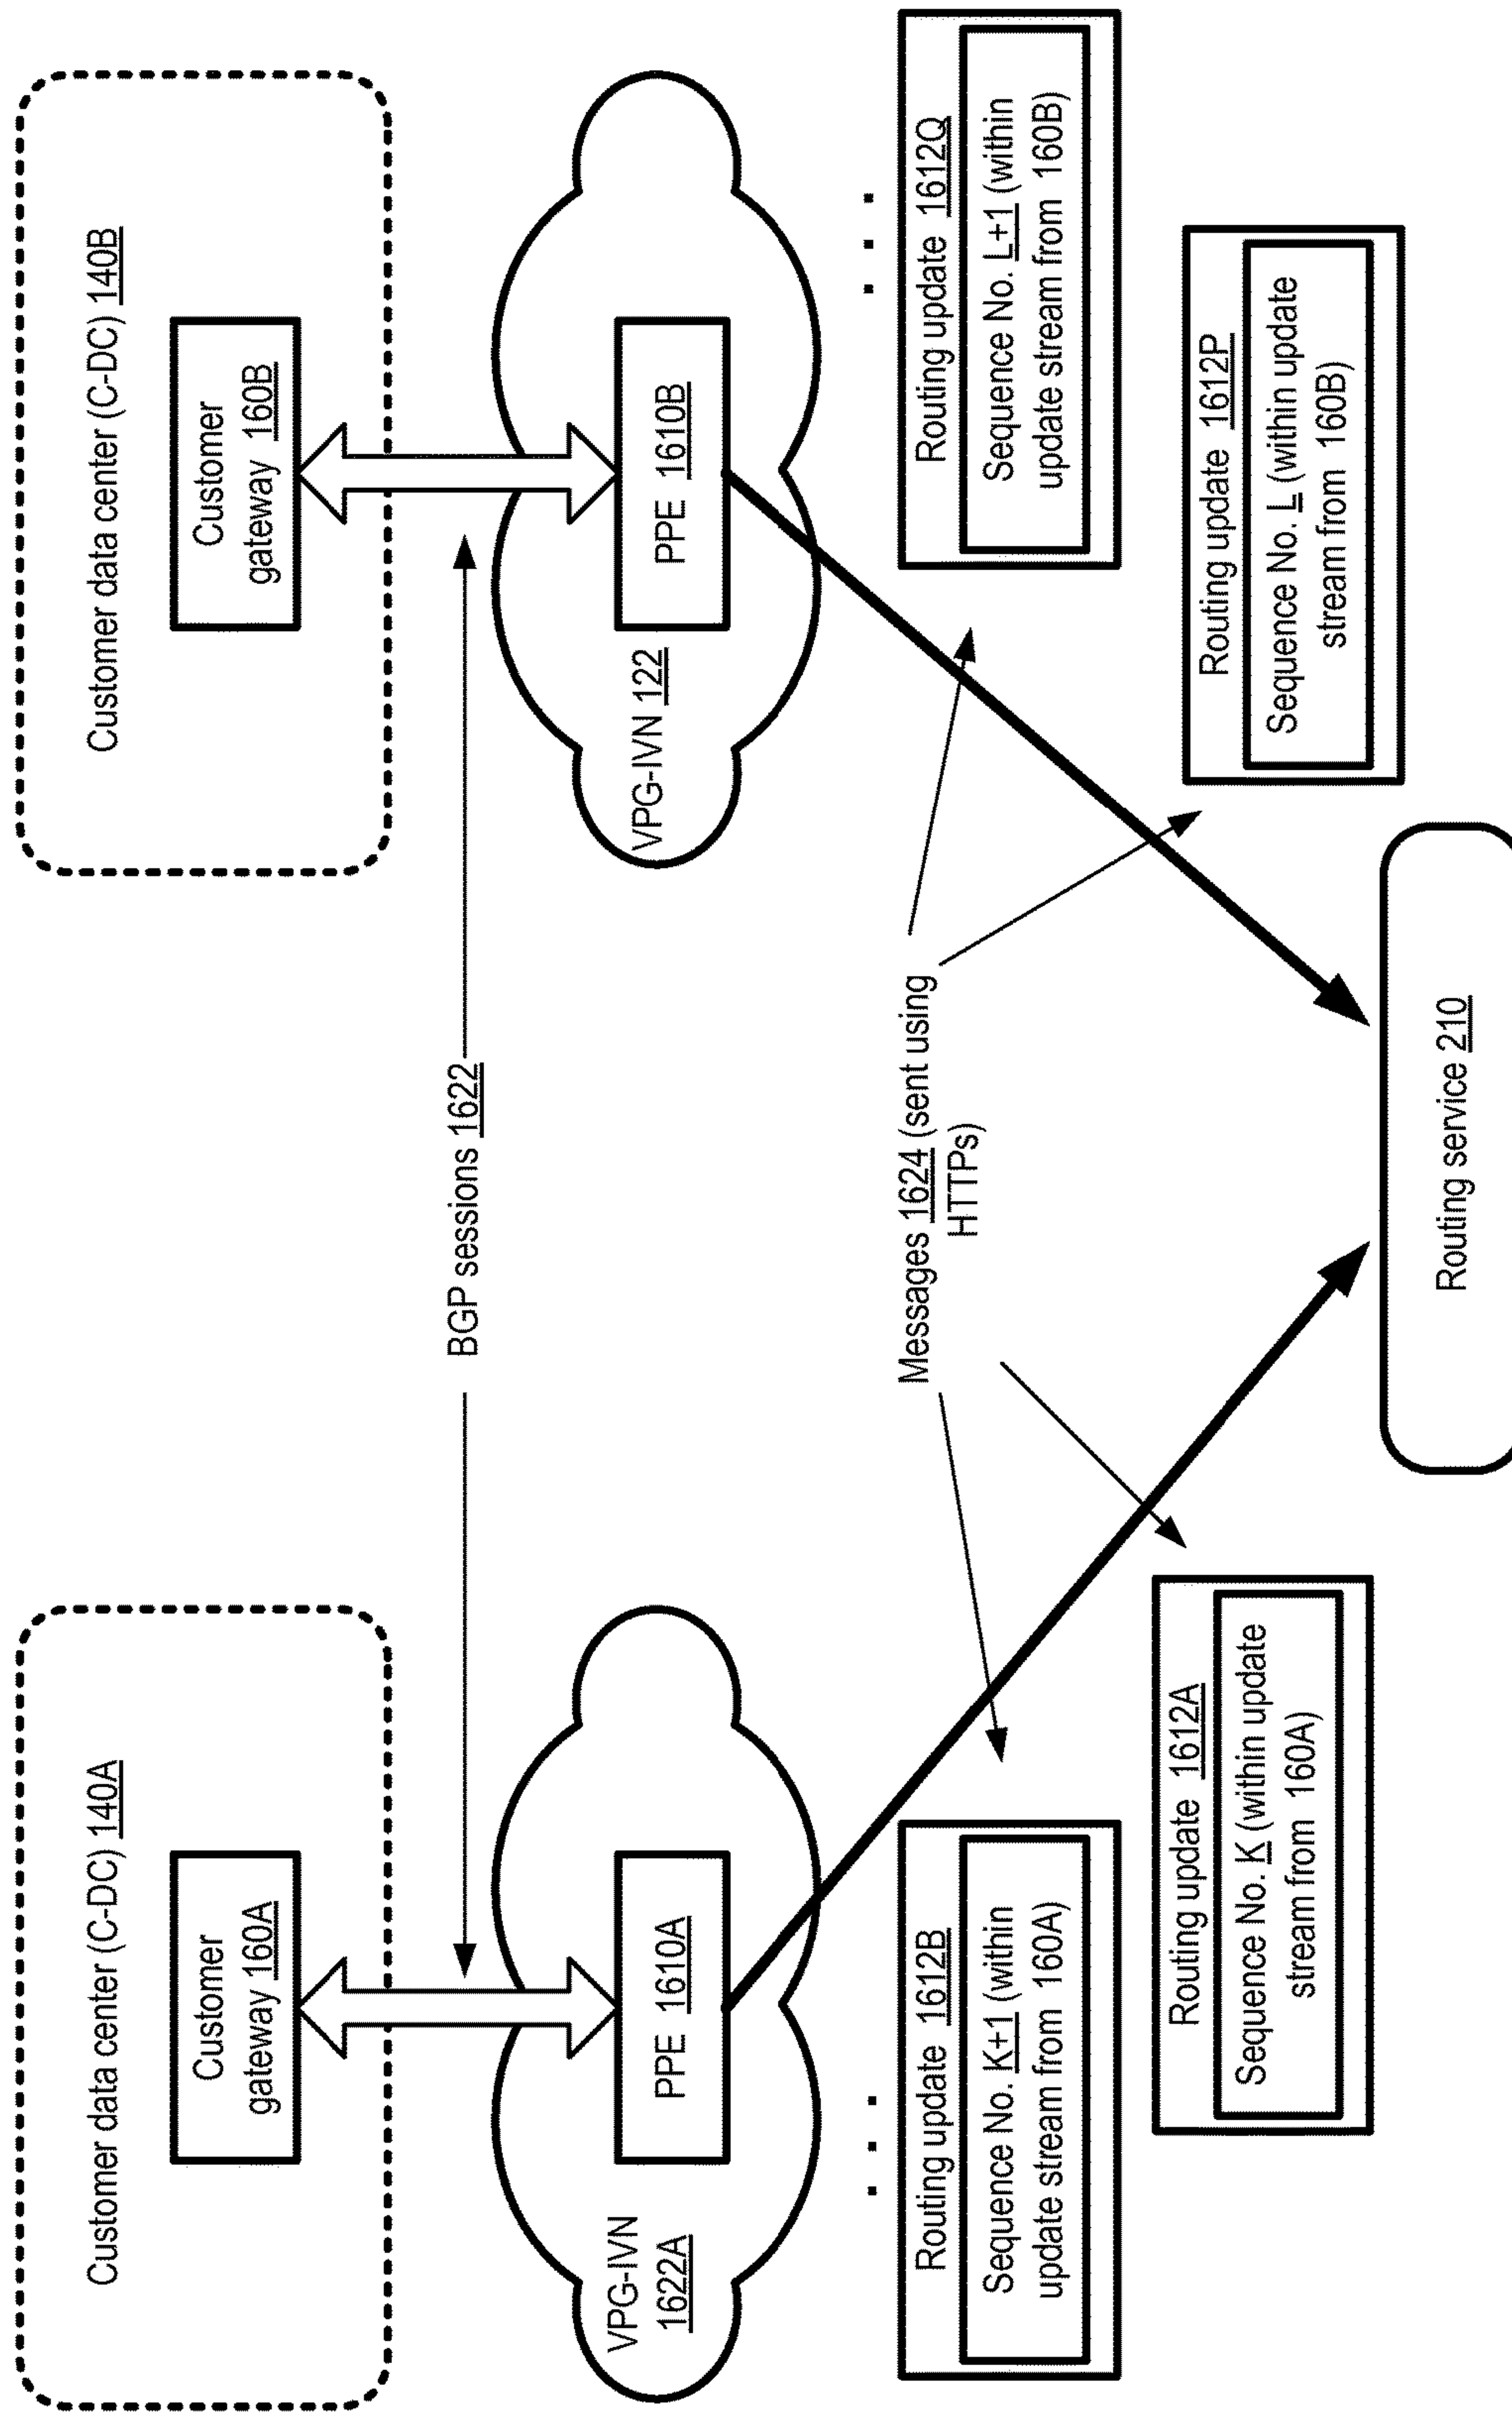 Customer data center (C-DC) 140A
Customer
gateway 160A
Customer data center (C-DC) 140B
Customer
gateway 160B
BGP sessions 1622
VPG-IVN
1622A
PPE 1610A
VPG-IVN 122
PPE 1610B
. . .
Routing update 1612B
Sequence No. K+1 (within
update stream from 160A)
Routing update 1612A
Sequence No. K (within update
stream from 160A)
Messages 1624 (sent using
HTTPs)
. . .
Routing update 1612Q
Sequence No. L+1 (within
update stream from 160B)
Routing update 1612P
Sequence No. L (within update
stream from 160B)
Routing service 210